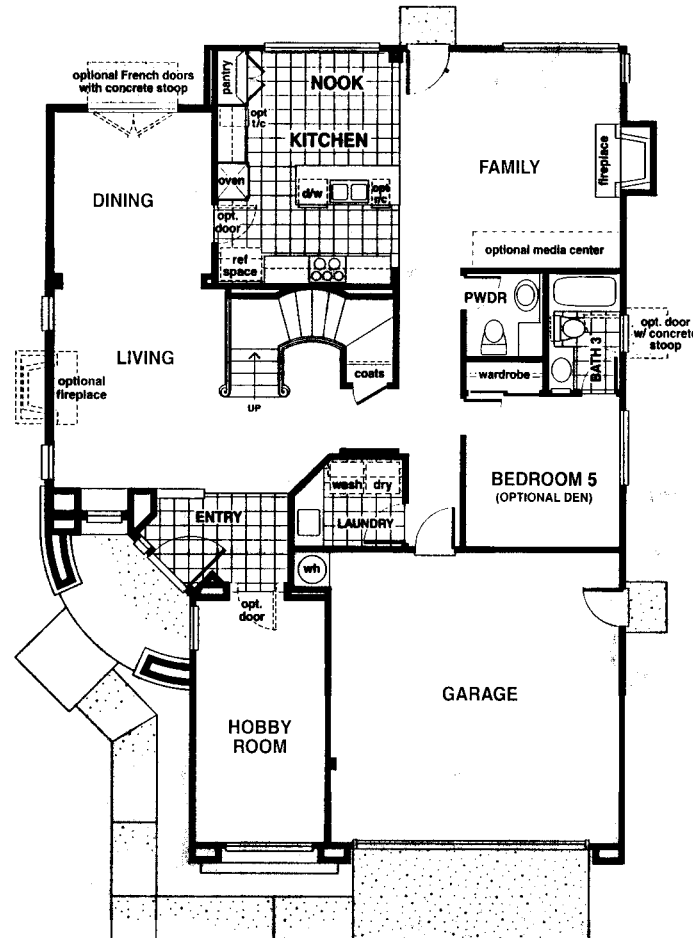 optional French doors
with concrete stoop
pantry
NOOK
opt
t/c
KITCHEN
FAMILY
fireplace
oven
d/w
opt
DINING
opt.
door
ref
space
optional media center
PWDR
opt. door
w/ concrete
stoop
BATH 3
LIVING
optional
fireplace
coats
wardrobe
UP
BEDROOM 5
(OPTIONAL DEN)
wash
dry
ENTRY
LAUNDRY
wh
opt.
door
GARAGE
HOBBY
ROOM